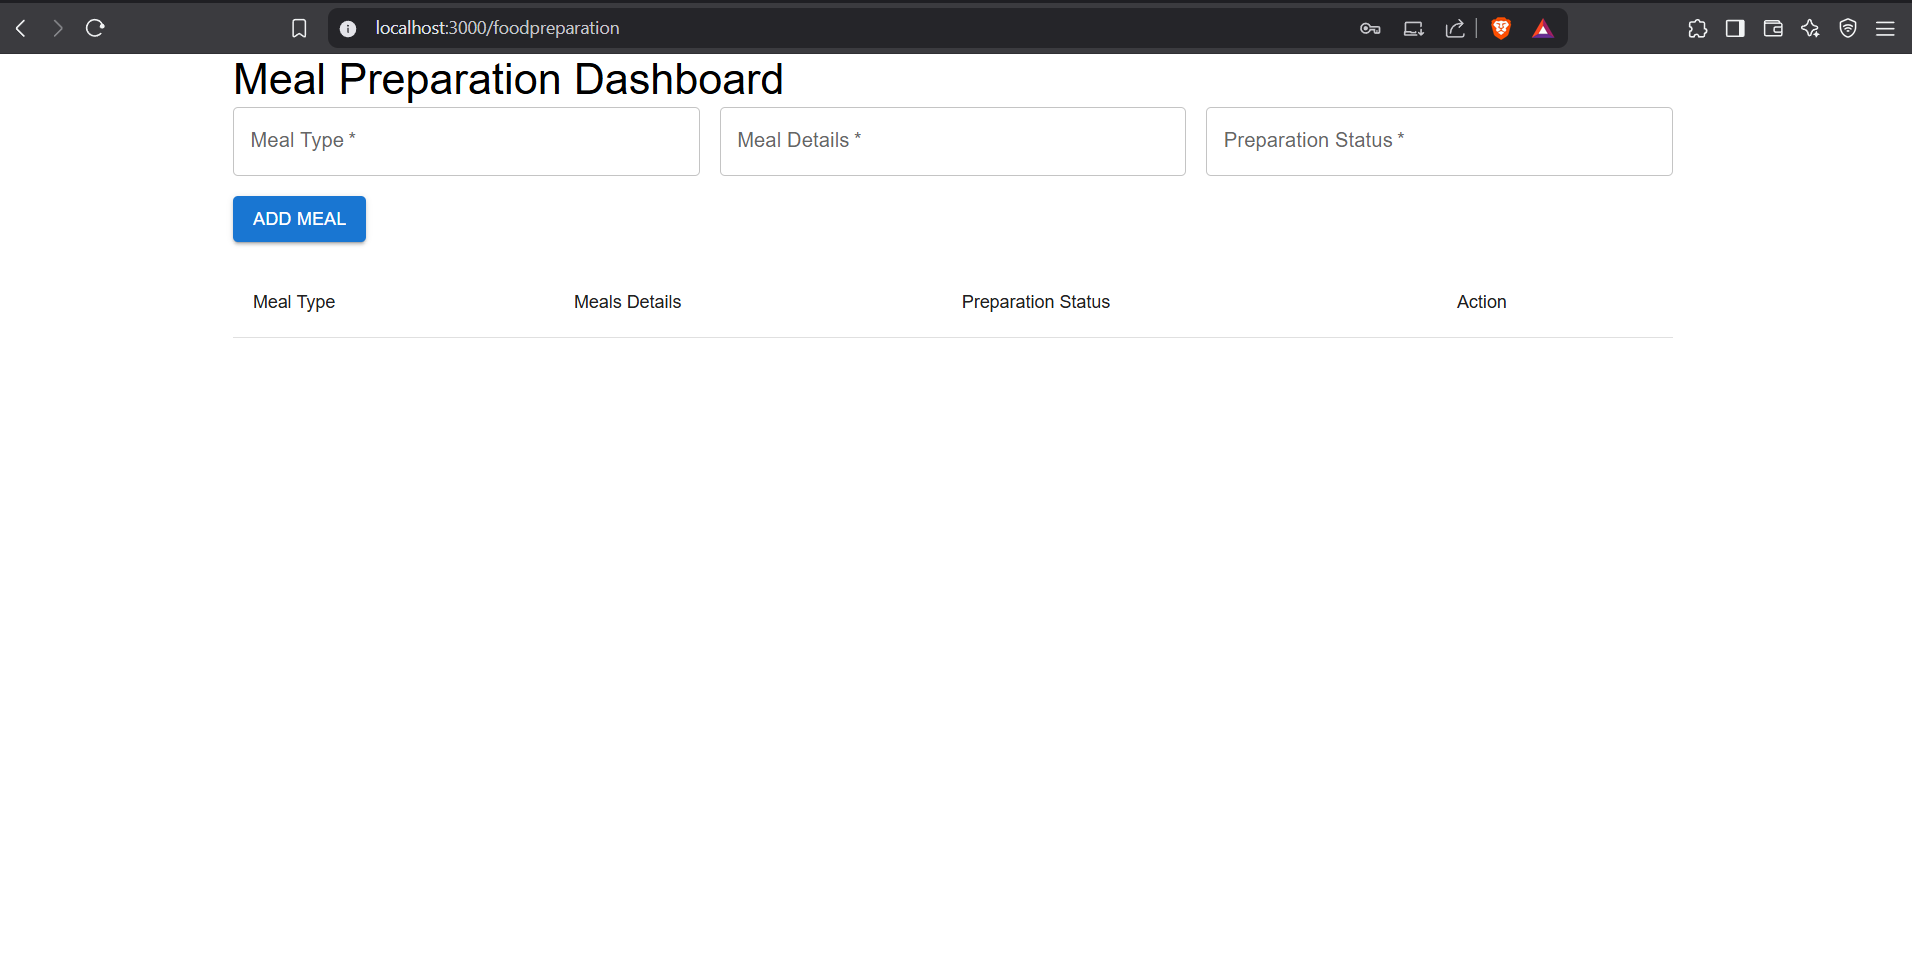 localhost:3000/foodpreparation
Meal Preparation Dashboard
Meal Type * Meal Details * Preparation Status *
ADD MEAL
Meal Type Meals Details Preparation Status Action